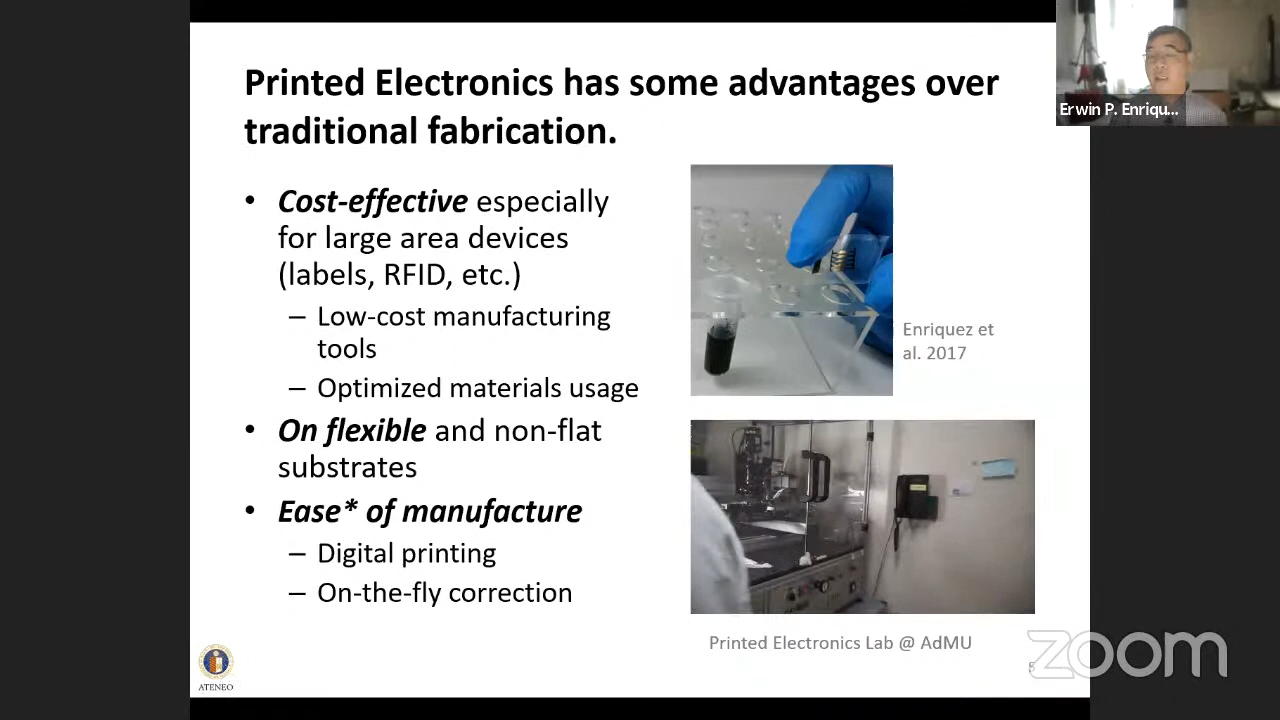 Printed Electronics has some advantages over
traditional fabrication.
• Cost-effective especially
for large area devices
(labels, RFID, etc.)
– Low-cost manufacturing
tools
– Optimized materials usage
• On flexible and non-flat
substrates
• Ease* of manufacture
– Digital printing
– On-the-fly correction
Enriquez et
al. 2017
Printed Electronics Lab @ AdMU
ATENEO
Erwin P. Enriqu...
zoom